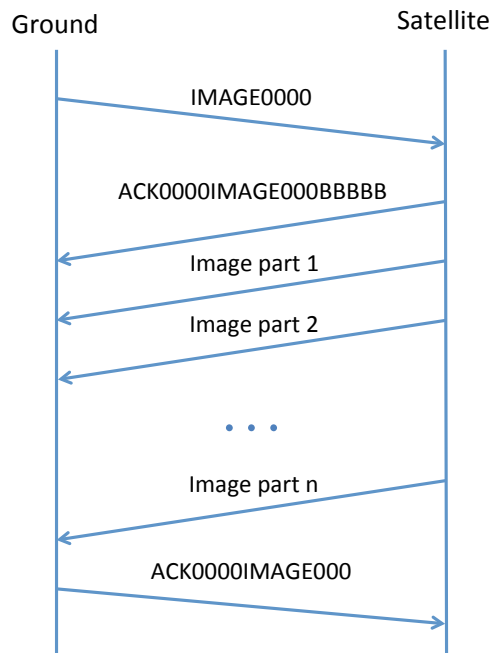 Ground
Satellite
IMAGE0000
ACK0000IMAGE000BBBBB
Image part 1
Image part 2
. . .
Image part n
ACK0000IMAGE000